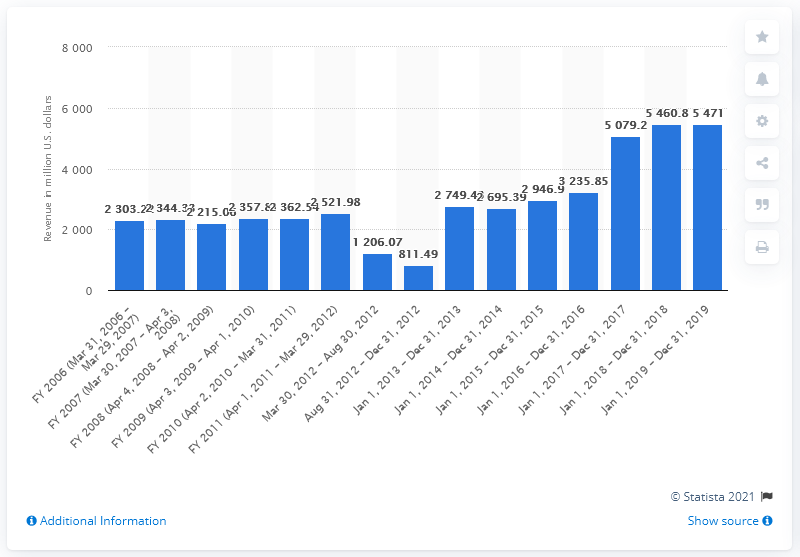 8 000
6 000
4 000
2 000
0
Revenue in million U.S. dollars
2 344.33
2 215.06
2 357.8
2 362.54
2 521.98
1 206.07
811.49
2 749.43
2 695.39
2 946.9
3 235.85
5 079.2
5 460.8
5 471
FY 2006 (Mar 31, 2006 –
Mar 29, 2007)
FY 2007 (Mar 30, 2007 – Apr 3,
2008)
FY 2008 (Apr 4, 2008 – Apr 2, 2009)
FY 2009 (Apr 3, 2009 – Apr 1, 2010)
FY 2010 (Apr 2, 2010 – Mar 31, 2011)
FY 2011 (Apr 1, 2011 – Mar 29, 2012)
Mar 30, 2012 – Aug 30, 2012
Aug 31, 2012 – Dec 31, 2012
Jan 1, 2013 – Dec 31, 2013
Jan 1, 2014 – Dec 31, 2014
Jan 1, 2015 – Dec 31, 2015
Jan 1, 2016 – Dec 31, 2016
Jan 1, 2017 – Dec 31, 2017
Jan 1, 2018 – Dec 31, 2018
Jan 1, 2019 – Dec 31, 2019
© Statista 2021
Additional Information
Show source